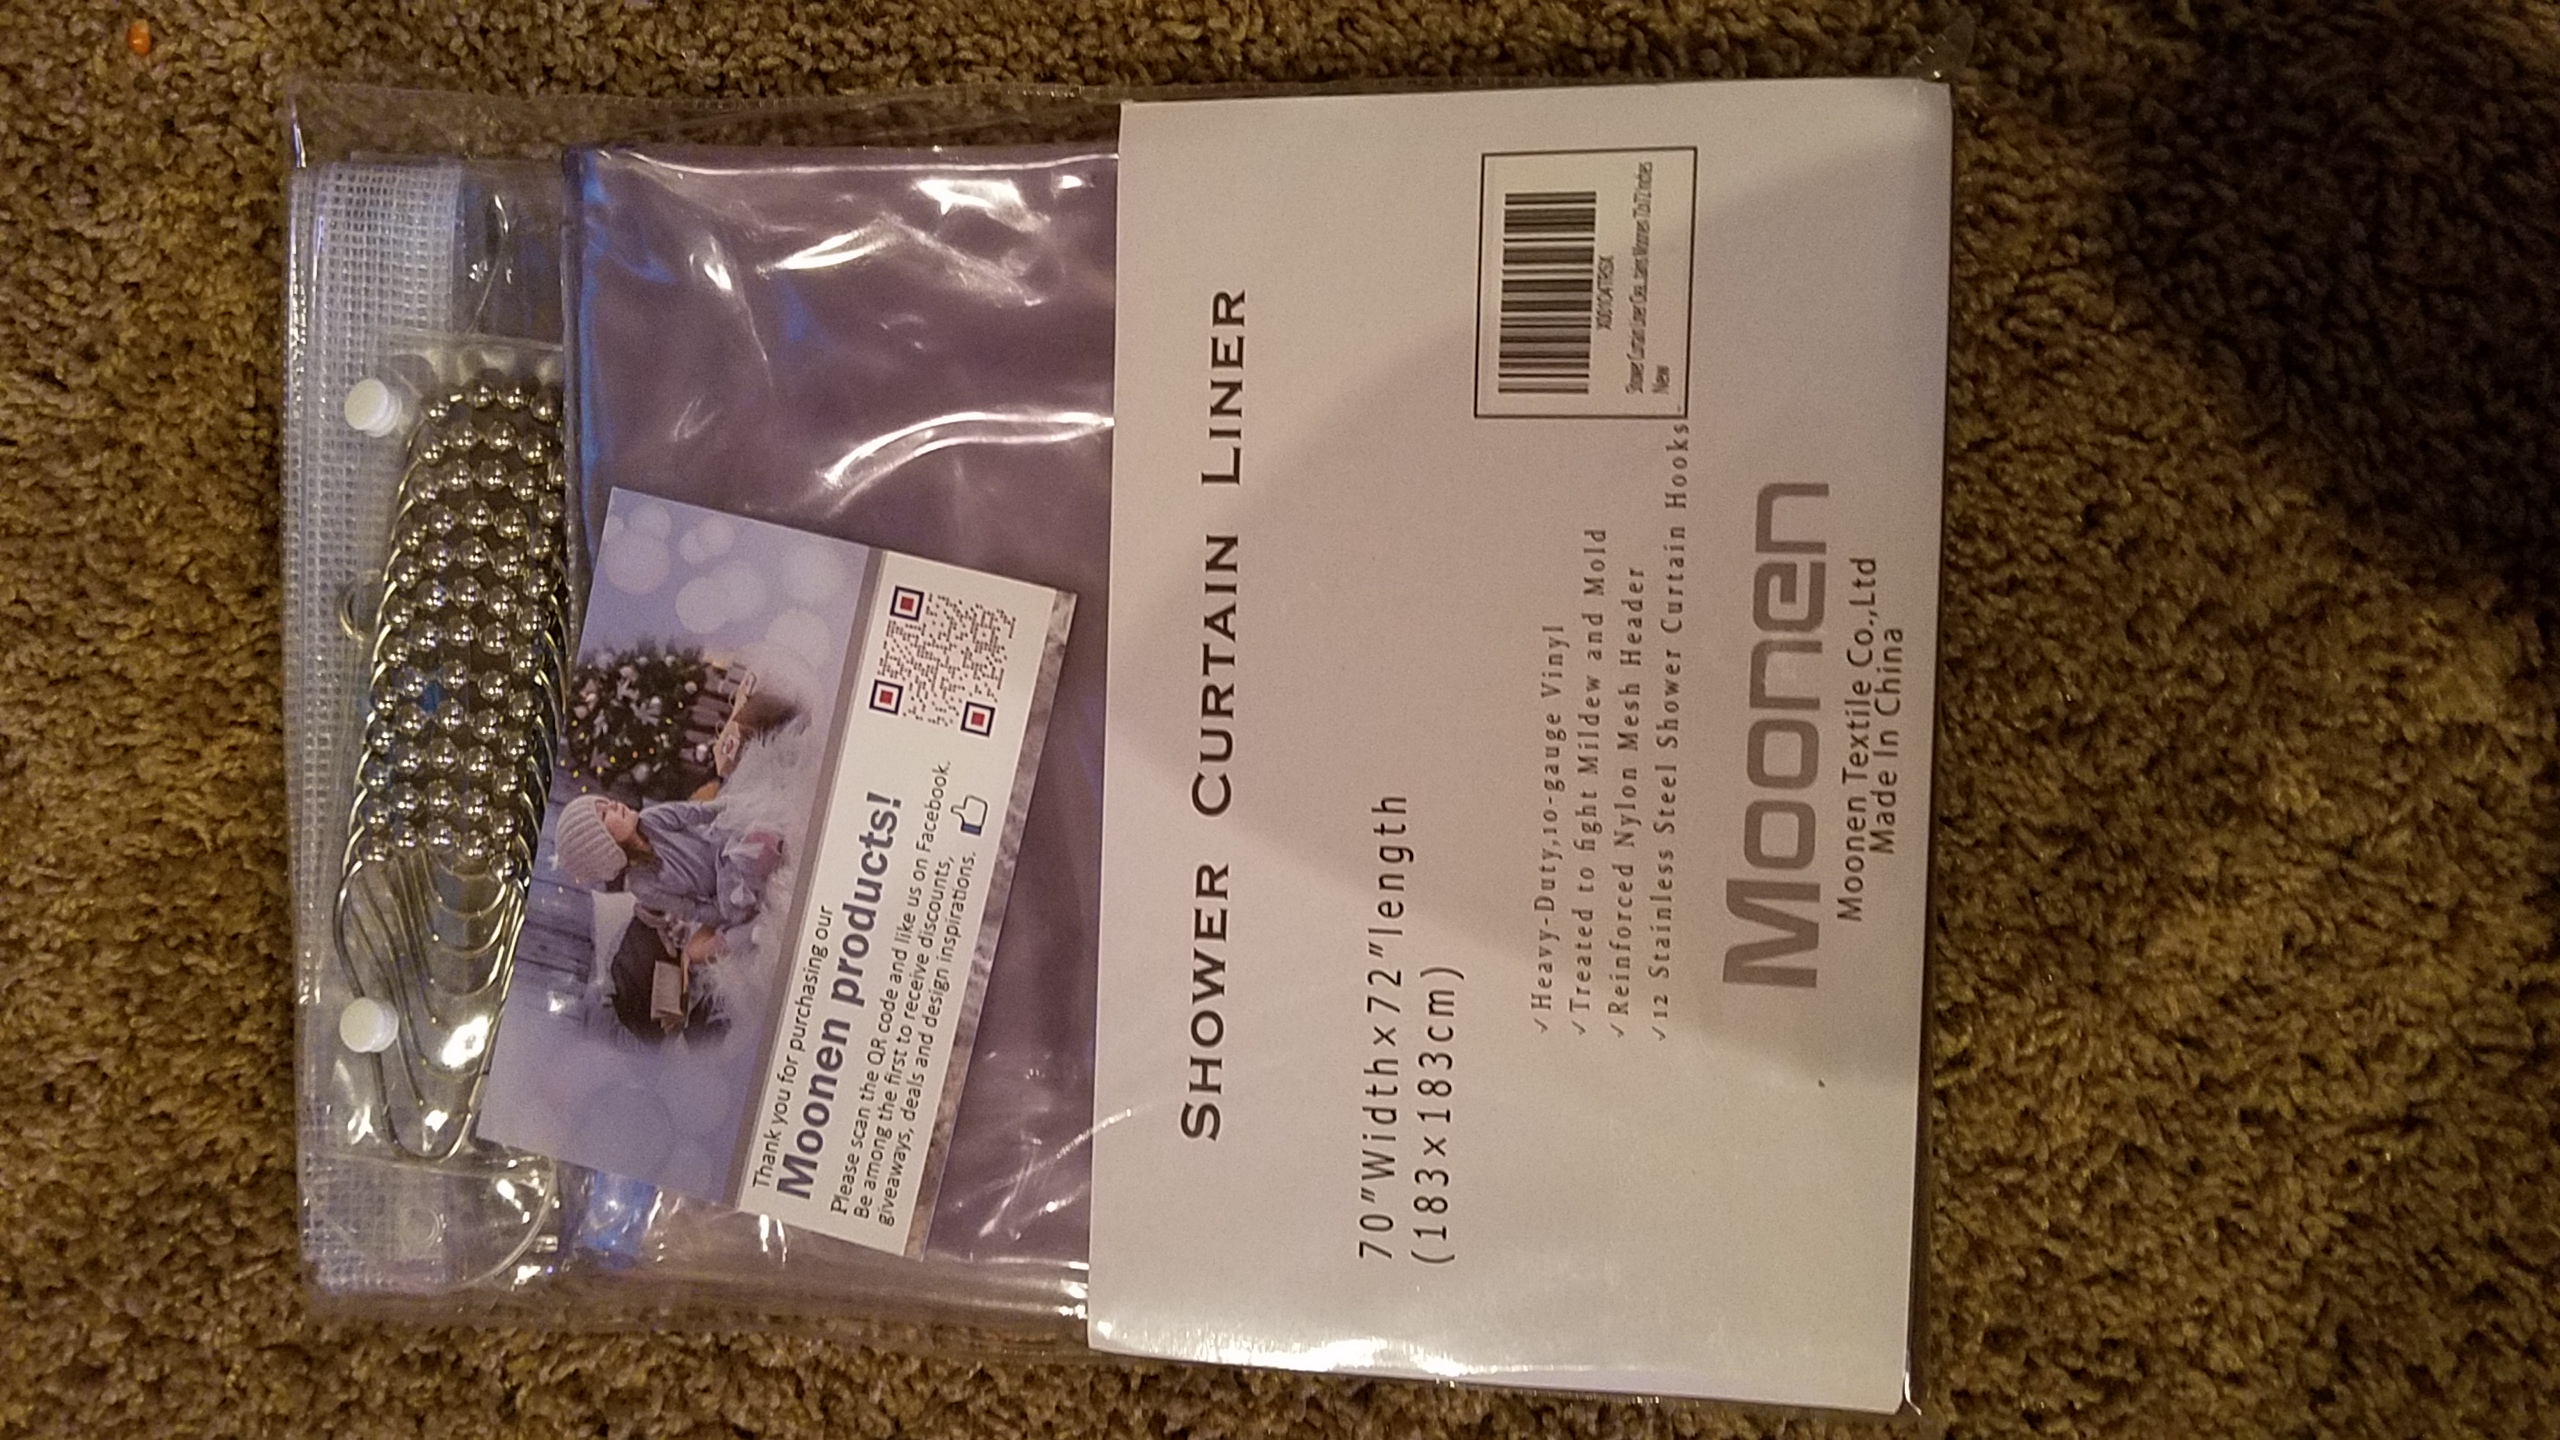 Thank you for purchasing our
Moonen products!
Please scan the QR code and like us on Facebook.
Be among the first to receive discounts,
giveaways, deals and design inspirations.
SHOWER CURTAIN LINER
70"Width×72"length
(183×183cm)
✓Heavy-Duty,10-gauge Vinyl
✓Treated to fight Mildew and Mold
✓Reinforced Nylon Mesh Header
✓12 Stainless Steel Shower Curtain Hooks
New
Moonen
Moonen Textile Co.,Ltd
Made In China